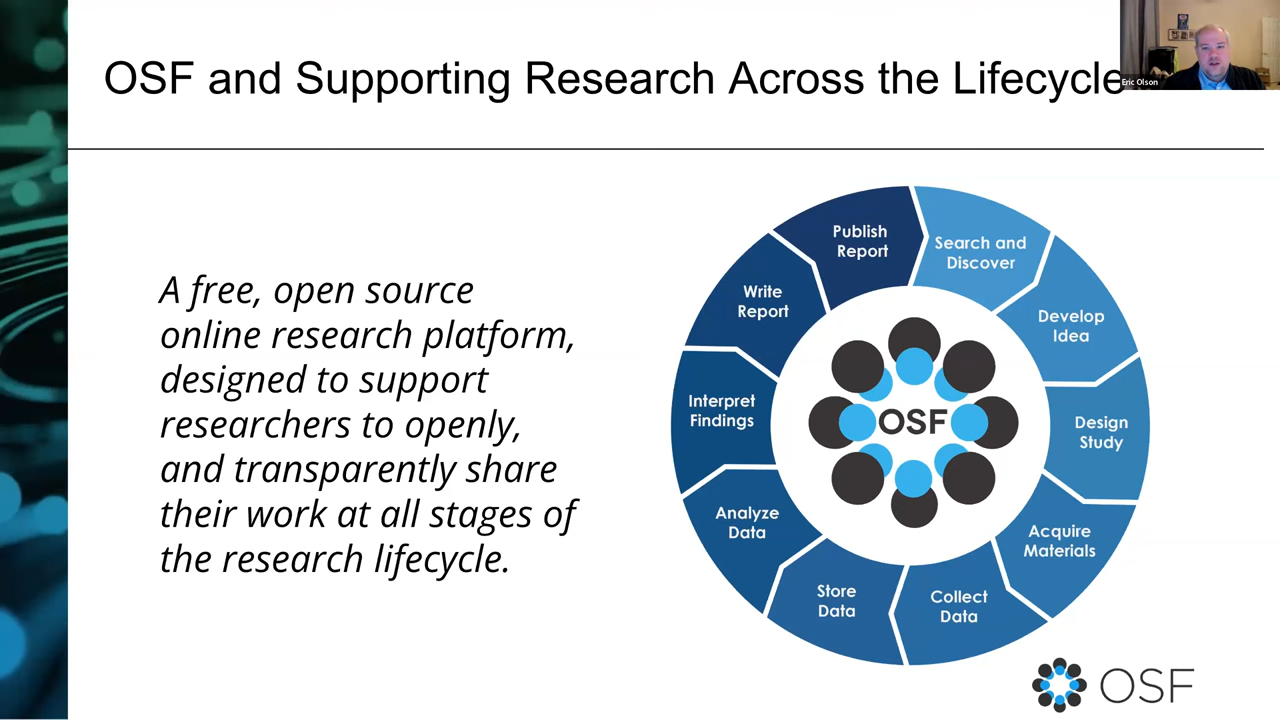 OSF and Supporting Research Across the Lifecycle
Eric Olson
A free, open source
online research platform,
designed to support
researchers to openly,
and transparently share
their work at all stages of
the research lifecycle.
Publish
Report
Search and
Discover
Develop
Idea
Design
Study
Acquire
Materials
Collect
Data
Store
Data
Analyze
Data
Interpret
Findings
Write
Report
OSF
OSF